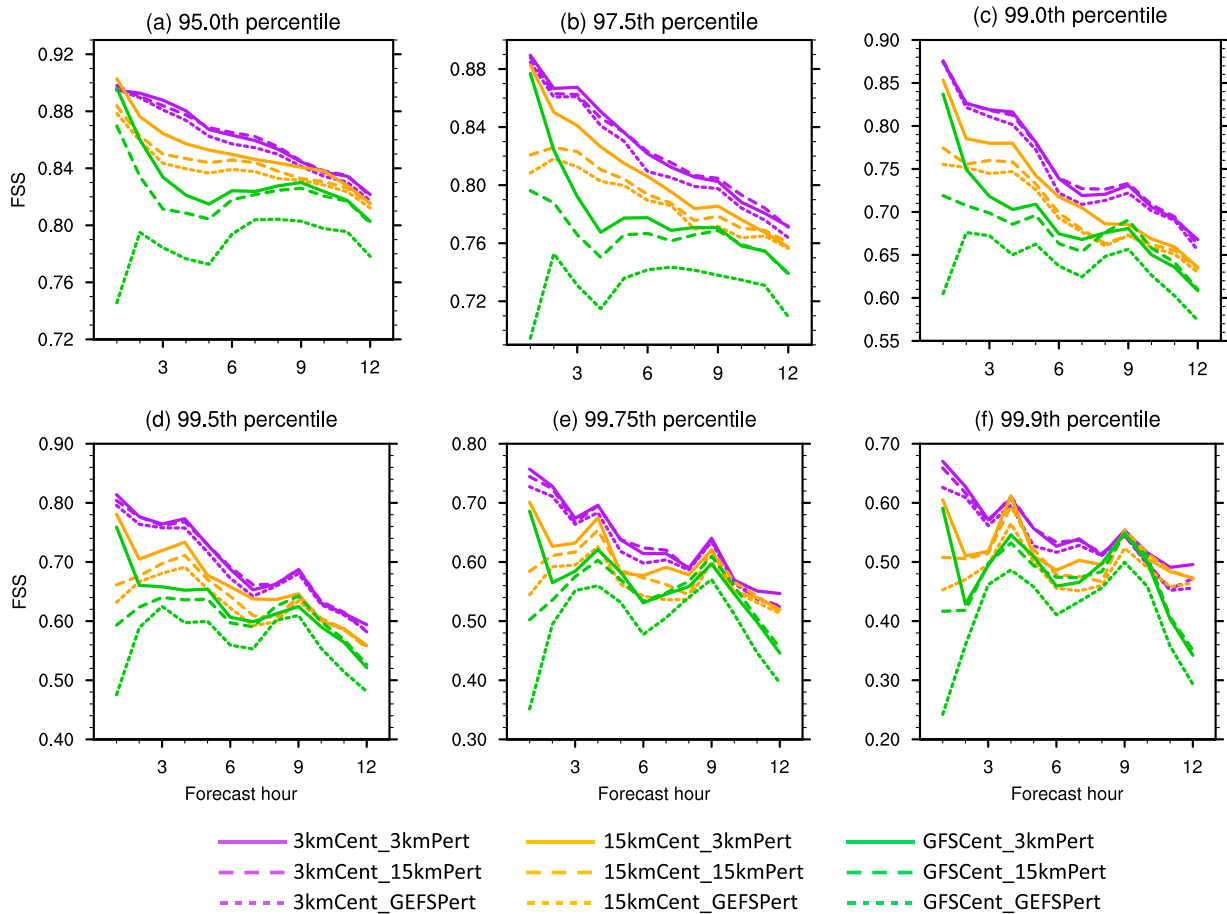 (a) 95.0th percentile (b) 97.5th percentile (c) 99.0th percentile
FSS
0.92 0.88 0.84 0.80 0.76 0.72
0.88 0.84 0.80 0.76 0.72
0.90 0.85 0.80 0.75 0.70 0.65 0.60 0.55
3 6 9 12 3 6 9 12 3 6 9 12
(d) 99.5th percentile (e) 99.75th percentile (f) 99.9th percentile
FSS
0.90 0.80 0.70 0.60 0.50 0.40
0.80 0.70 0.60 0.50 0.40 0.30
0.70 0.60 0.50 0.40 0.30 0.20
3 6 9 12 3 6 9 12 3 6 9 12
Forecast hour Forecast hour Forecast hour
3kmCent_3kmPert 15kmCent_3kmPert GFSCent_3kmPert
3kmCent_15kmPert 15kmCent_15kmPert GFSCent_15kmPert
3kmCent_GEFSPert 15kmCent_GEFSPert GFSCent_GEFSPert